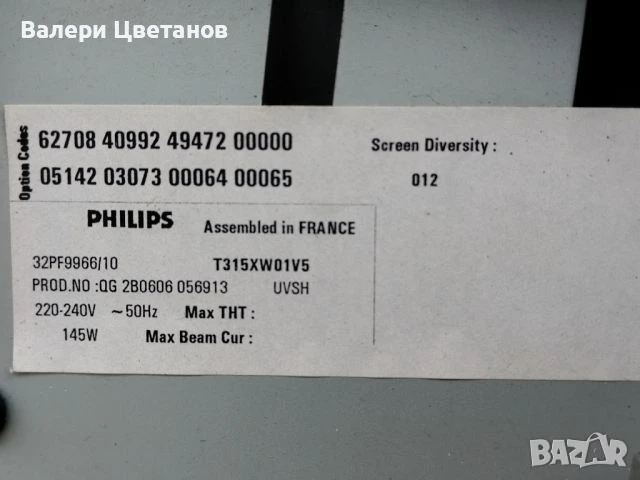 Валери Цветанов
Option Codes
62708 40992 49472 00000
05142 03073 00064 00065
Screen Diversity :
012
PHILIPS Assembled in FRANCE
32PF9966/10 T315XW01V5
PROD.NO :QG 2B0606 056913 UVSH
220-240V ~50Hz Max THT :
145W Max Beam Cur :
BAZAR